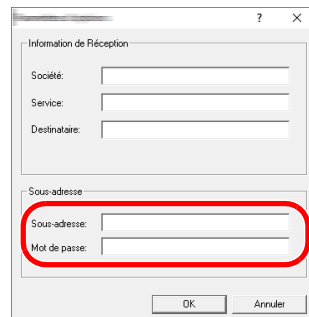 ?
Information de Réception
Société:
Service:
Destinataire:
Sous-adresse
Sous-adresse:
Mot de passe:
OK Annuler